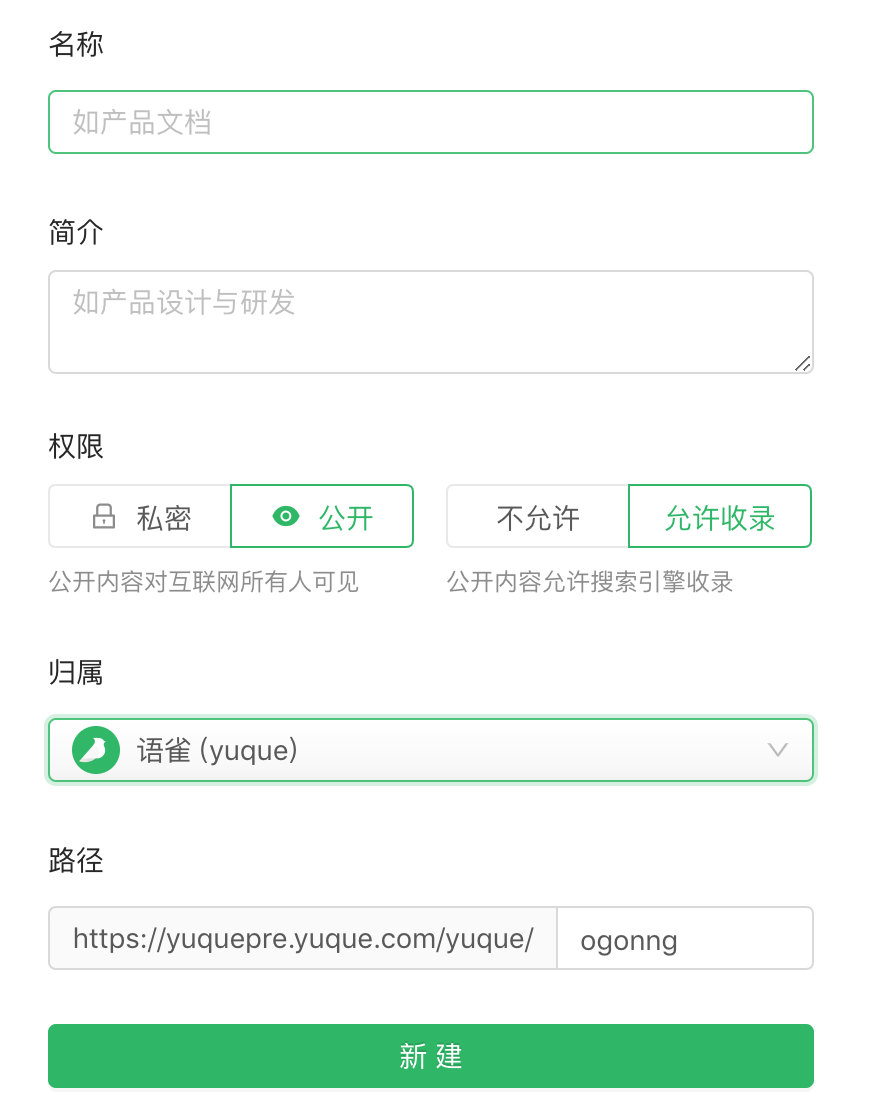 名称
如产品文档
简介
如产品设计与研发
权限
私密 公开 不允许 允许收录
公开内容对互联网所有人可见 公开内容允许搜索引擎收录
归属
语雀 (yuque)
路径
https://yuquepre.yuque.com/yuque/ ogonng
新 建